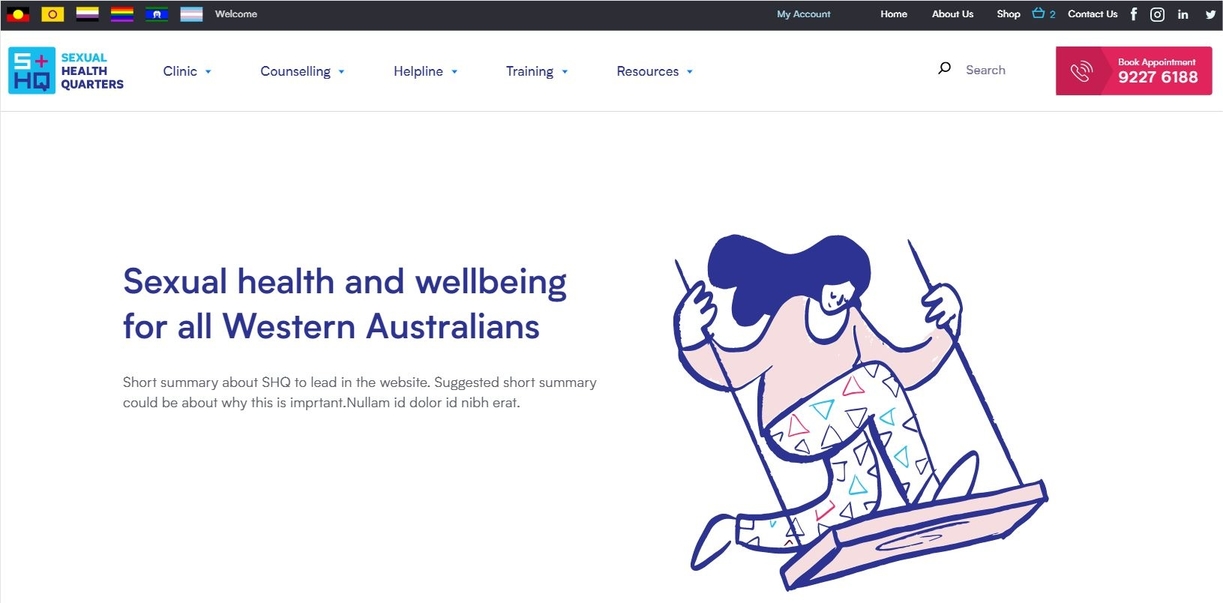 Welcome
My Account
Home
About Us
Shop
2
Contact Us
S+
HQ
SEXUAL
HEALTH
QUARTERS
Clinic
Counselling
Helpline
Training
Resources
Search
Book Appointment
9227 6188
Sexual health and wellbeing
for all Western Australians
Short summary about SHQ to lead in the website. Suggested short summary
could be about why this is imprtant.Nullam id dolor id nibh erat.